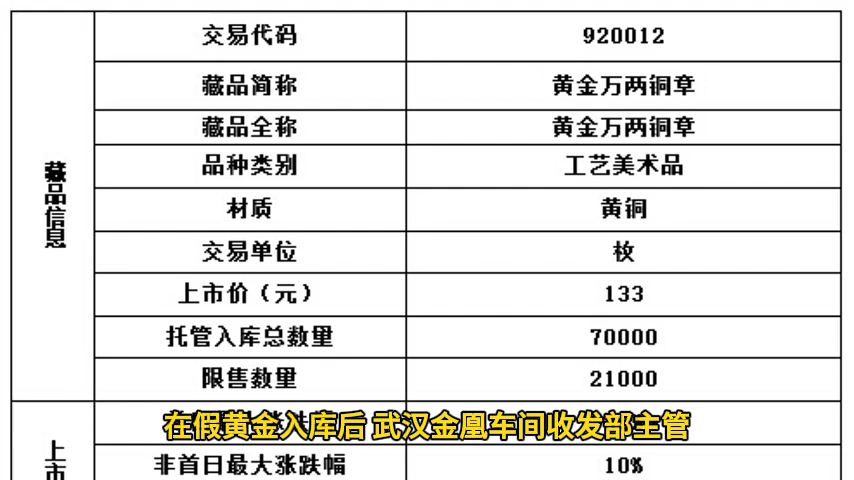 交易代码 920012
藏品简称 黄金万两铜章
藏品全称 黄金万两铜章
品种类别 工艺美术品
藏品信息
材质 黄铜
交易单位 枚
上市价（元） 133
托管入库总数量 70000
限售数量 21000
在假黄金入库后 武汉金凰车间收发部主管
上市
非首日最大涨跌幅 10%